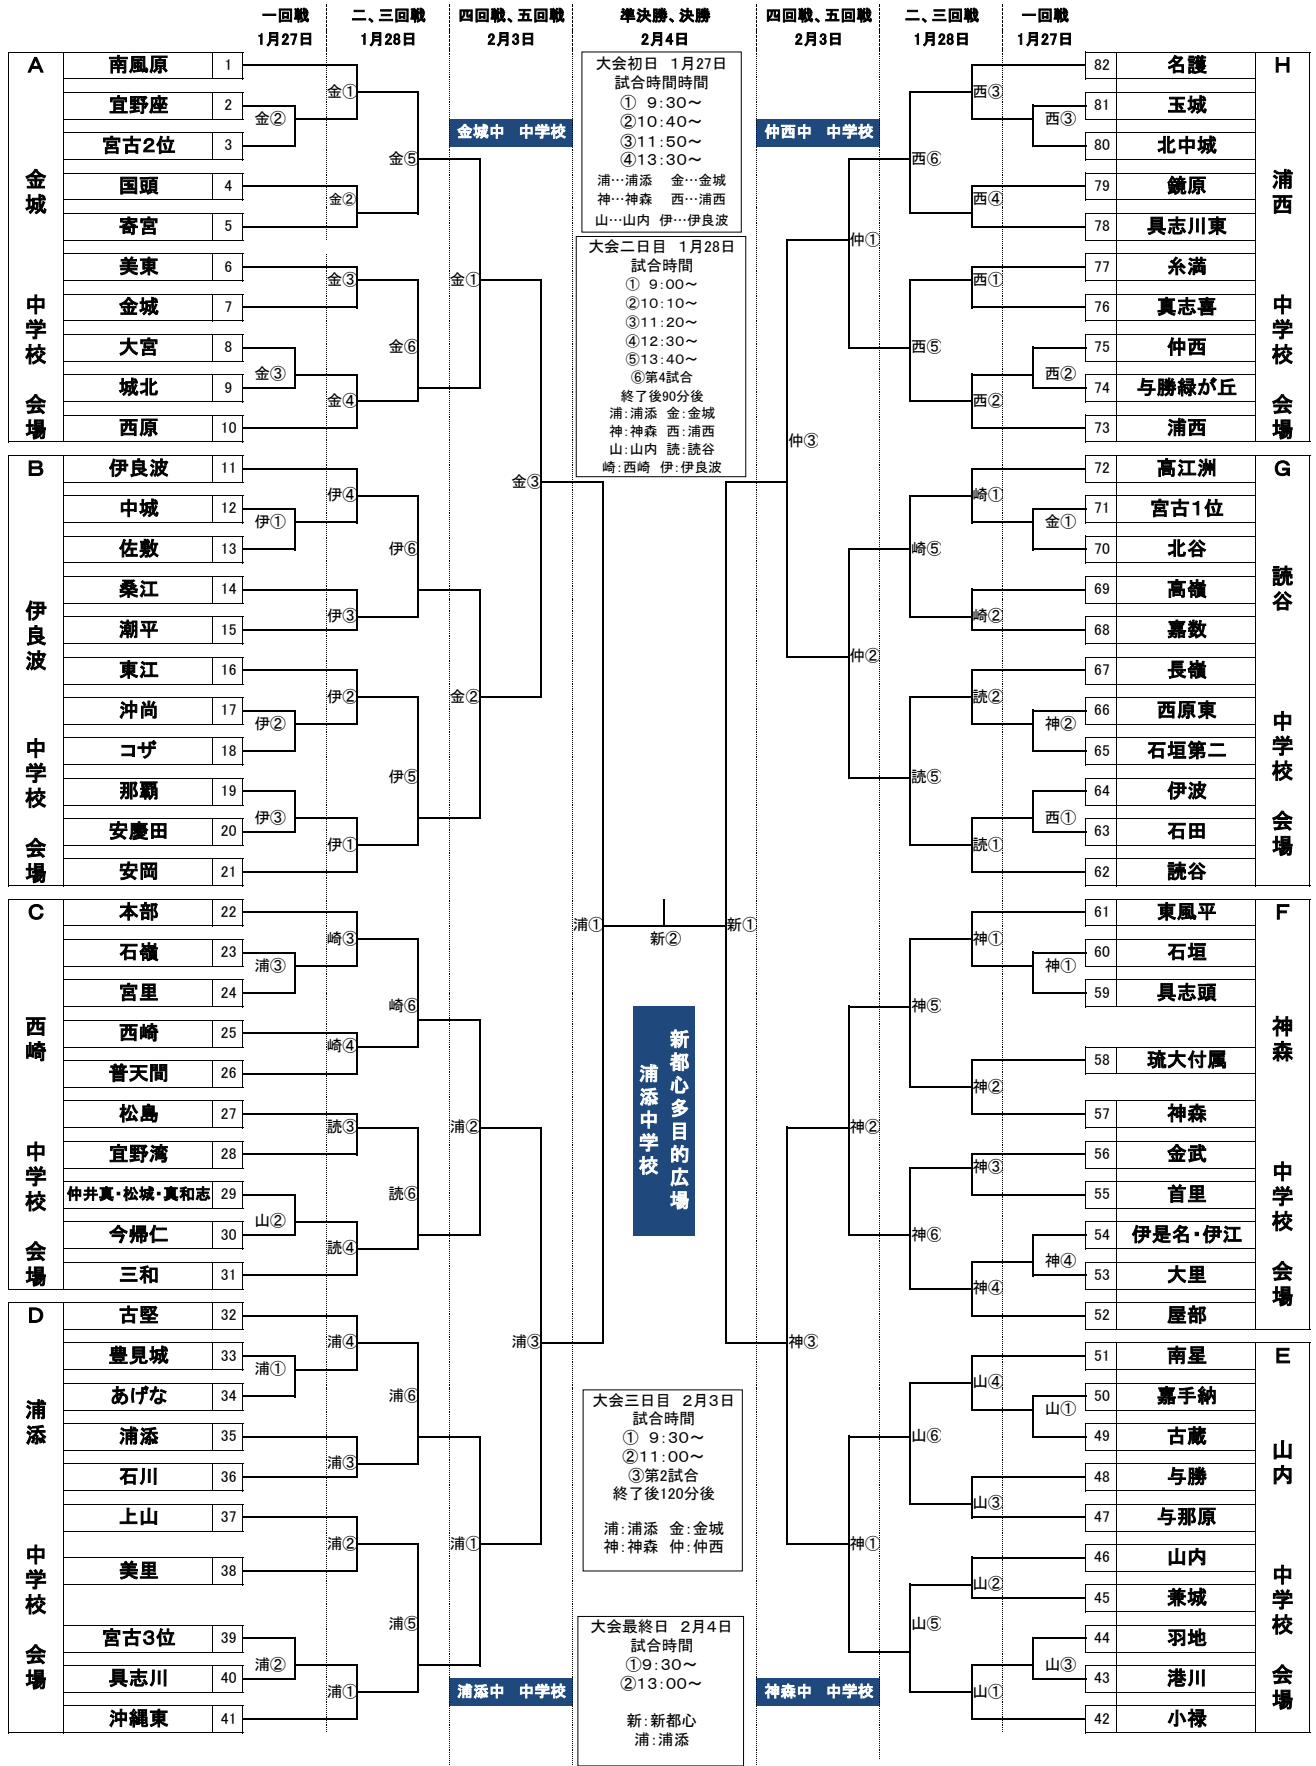 一回戦 二、三回戦 四回戦、五回戦 準決勝、決勝 四回戦、五回戦 二、三回戦 一回戦
1月27日 1月28日 2月3日 2月4日 2月3日 1月28日 1月27日
A
金城 中学校 会場
南風原 1
宜野座 2
宮古2位 3
国頭 4
寄宮 5
美東 6
金城 7
大宮 8
城北 9
西原 10
金②
金③
金①
金②
金③
金④
金⑤
金⑥
金①
B
伊良波 中学校 会場
伊良波 11
中城 12
佐敷 13
桑江 14
潮平 15
東江 16
沖尚 17
コザ 18
那覇 19
安慶田 20
安岡 21
伊①
伊②
伊③
伊④
伊③
伊②
伊①
伊⑥
伊⑤
金②
金③
C
西崎 中学校 会場
本部 22
石嶺 23
宮里 24
西崎 25
普天間 26
松島 27
宜野湾 28
仲井真・松城・真和志 29
今帰仁 30
三和 31
浦③
山②
崎③
崎④
読③
読④
崎⑥
読⑥
浦②
D
浦添 中学校 会場
古堅 32
豊見城 33
あげな 34
浦添 35
石川 36
上山 37
美里 38
宮古3位 39
具志川 40
沖縄東 41
浦①
浦②
浦④
浦③
浦②
浦①
浦⑥
浦⑤
浦①
浦③
金城中 中学校
浦添中 中学校
大会初日 1月27日
試合時間時間
① 9:30～
②10:40～
③11:50～
④13:30～
浦…浦添 金…金城
神…神森 西…浦西
山…山内 伊…伊良波
大会二日目 1月28日
試合時間
① 9:00～
②10:10～
③11:20～
④12:30～
⑤13:40～
⑥第4試合
終了後90分後
浦:浦添 金:金城
神:神森 西:浦西
山:山内 読:読谷
崎:西崎 伊:伊良波
浦① 新② 新①
新都心多目的広場
浦添中学校
大会三日目 2月3日
試合時間
① 9:30～
②11:00～
③第2試合
終了後120分後
浦:浦添 金:金城
神:神森 仲:仲西
大会最終日 2月4日
試合時間
①9:30～
②13:00～
新:新都心
浦:浦添
仲西中 中学校
神森中 中学校
H
浦西 中学校 会場
82 名護
81 玉城
80 北中城
79 鏡原
78 具志川東
77 糸満
76 真志喜
75 仲西
74 与勝緑が丘
73 浦西
西③
西②
西③
西④
西①
西②
西⑥
西⑤
仲①
仲③
G
読谷 中学校 会場
72 高江洲
71 宮古1位
70 北谷
69 高嶺
68 嘉数
67 長嶺
66 西原東
65 石垣第二
64 伊波
63 石田
62 読谷
金①
神②
西①
崎①
崎②
読②
読①
崎⑤
読⑤
仲②
F
神森 中学校 会場
61 東風平
60 石垣
59 具志頭
58 琉大付属
57 神森
56 金武
55 首里
54 伊是名・伊江
53 大里
52 屋部
神①
神④
神①
神②
神③
神④
神⑤
神⑥
神②
神③
E
山内 中学校 会場
51 南星
50 嘉手納
49 古蔵
48 与勝
47 与那原
46 山内
45 兼城
44 羽地
43 港川
42 小禄
山①
山③
山④
山③
山②
山①
山⑥
山⑤
神①